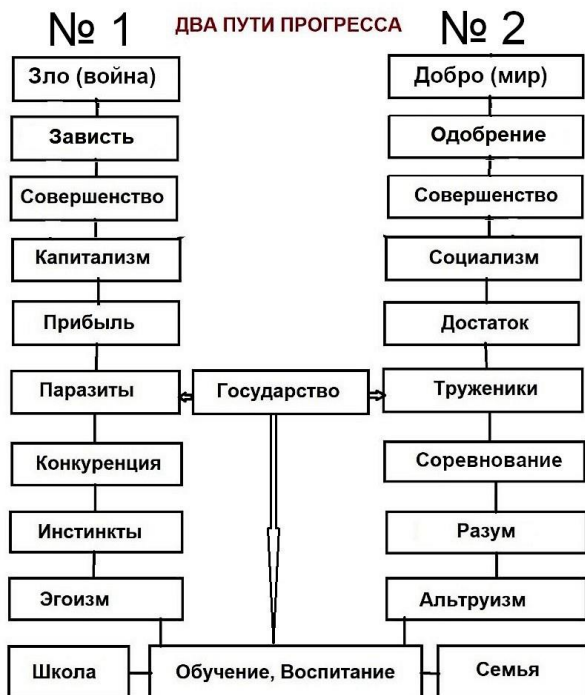 № 1 ДВА ПУТИ ПРОГРЕССА № 2
Зло (война) Добро (мир)
Зависть Одобрение
Совершенство Совершенство
Капитализм Социализм
Прибыль Достаток
Паразиты Государство Труженики
Конкуренция Соревнование
Инстинкты Разум
Эгоизм Альтруизм
Школа Обучение, Воспитание Семья